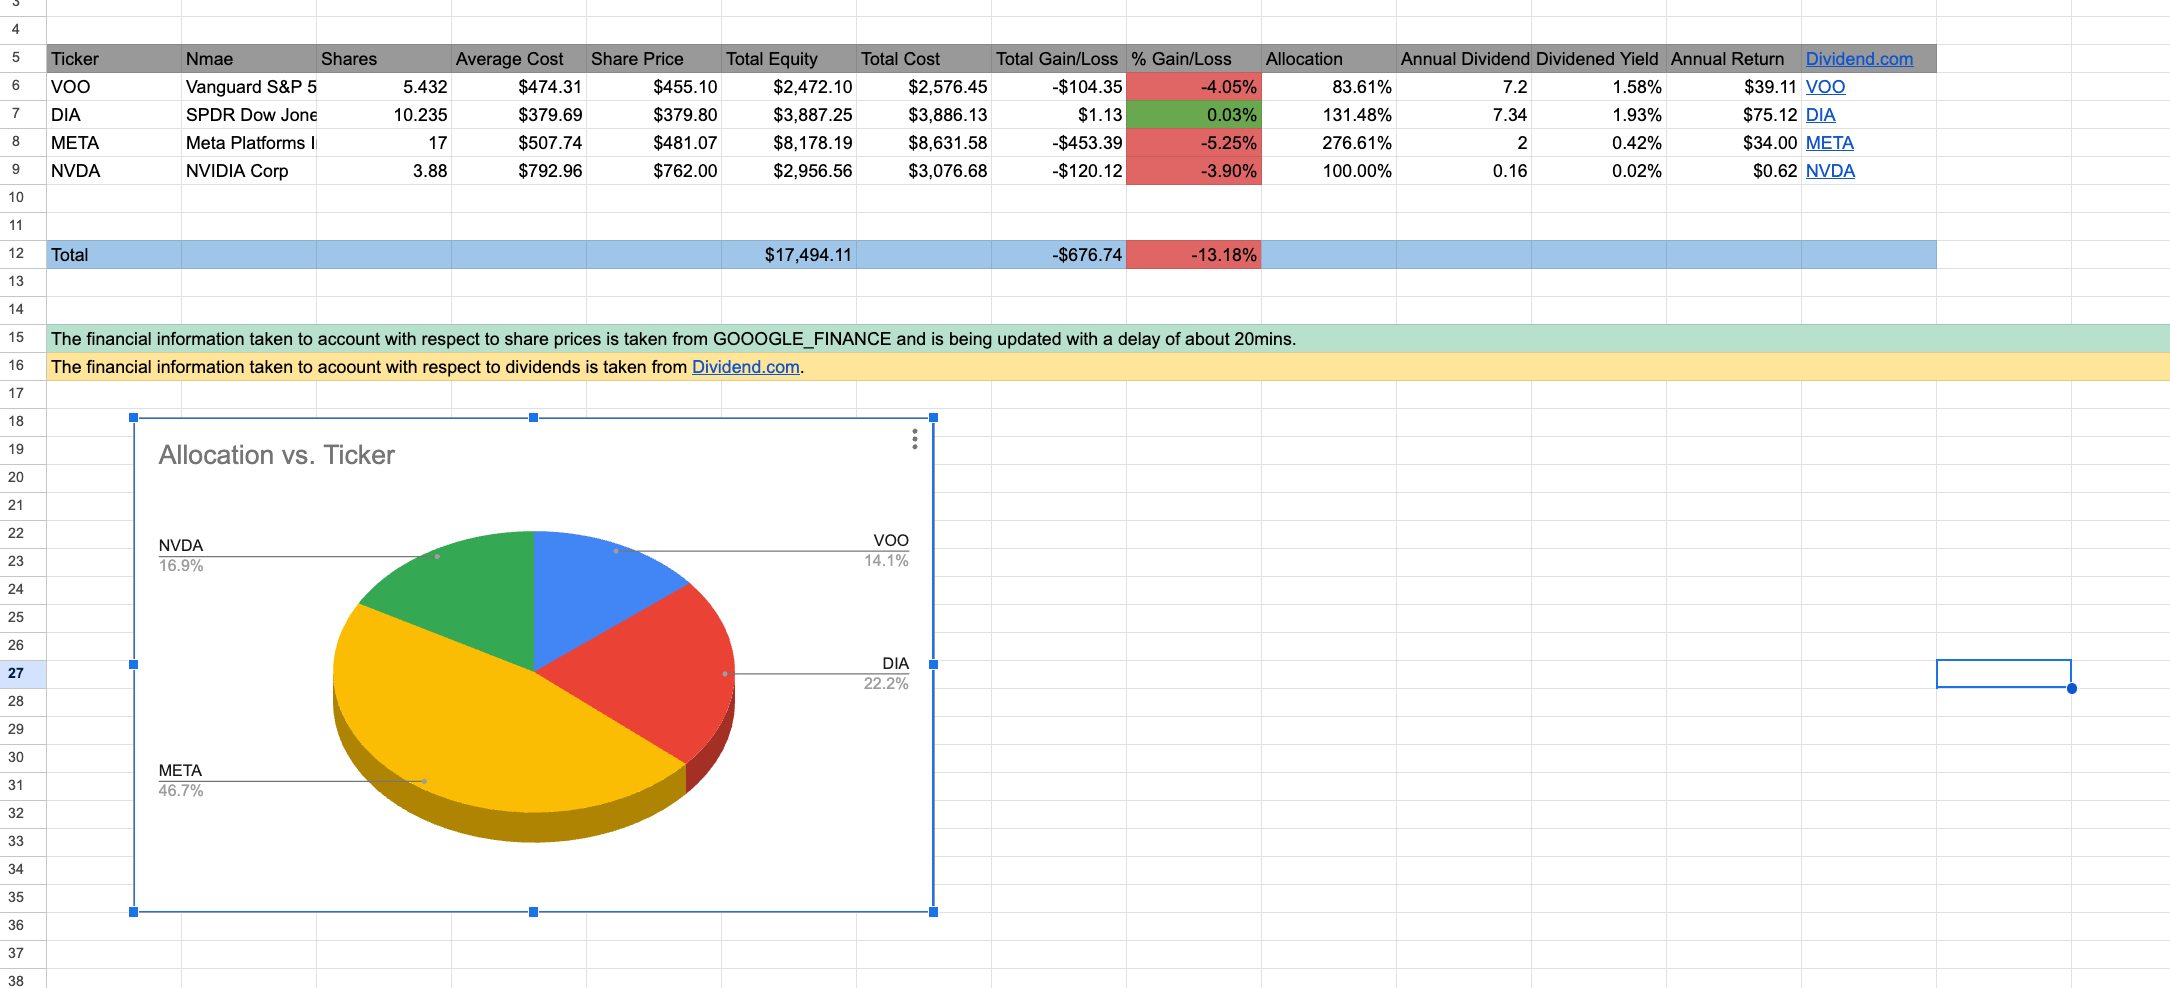 3
4
5 Ticker Nmae Shares Average Cost Share Price Total Equity Total Cost Total Gain/Loss % Gain/Loss Allocation Annual Dividend Dividened Yield Annual Return Dividend.com
6 VOO Vanguard S&P 5 5.432 $474.31 $455.10 $2,472.10 $2,576.45 -$104.35 -4.05% 83.61% 7.2 1.58% $39.11 VOO
7 DIA SPDR Dow Jone 10.235 $379.69 $379.80 $3,887.25 $3,886.13 $1.13 0.03% 131.48% 7.34 1.93% $75.12 DIA
8 META Meta Platforms I 17 $507.74 $481.07 $8,178.19 $8,631.58 -$453.39 -5.25% 276.61% 2 0.42% $34.00 META
9 NVDA NVIDIA Corp 3.88 $792.96 $762.00 $2,956.56 $3,076.68 -$120.12 -3.90% 100.00% 0.16 0.02% $0.62 NVDA
10
11
12 Total $17,494.11 -$676.74 -13.18%
13
14
15 The financial information taken to account with respect to share prices is taken from GOOOGLE_FINANCE and is being updated with a delay of about 20mins.
16 The financial information taken to acoount with respect to dividends is taken from Dividend.com.
17
18
19
20
21
22
23
24
25
26
27
28
29
30
31
32
33
34
35
36
37
38
Allocation vs. Ticker
NVDA
16.9%
VOO
14.1%
DIA
22.2%
META
46.7%